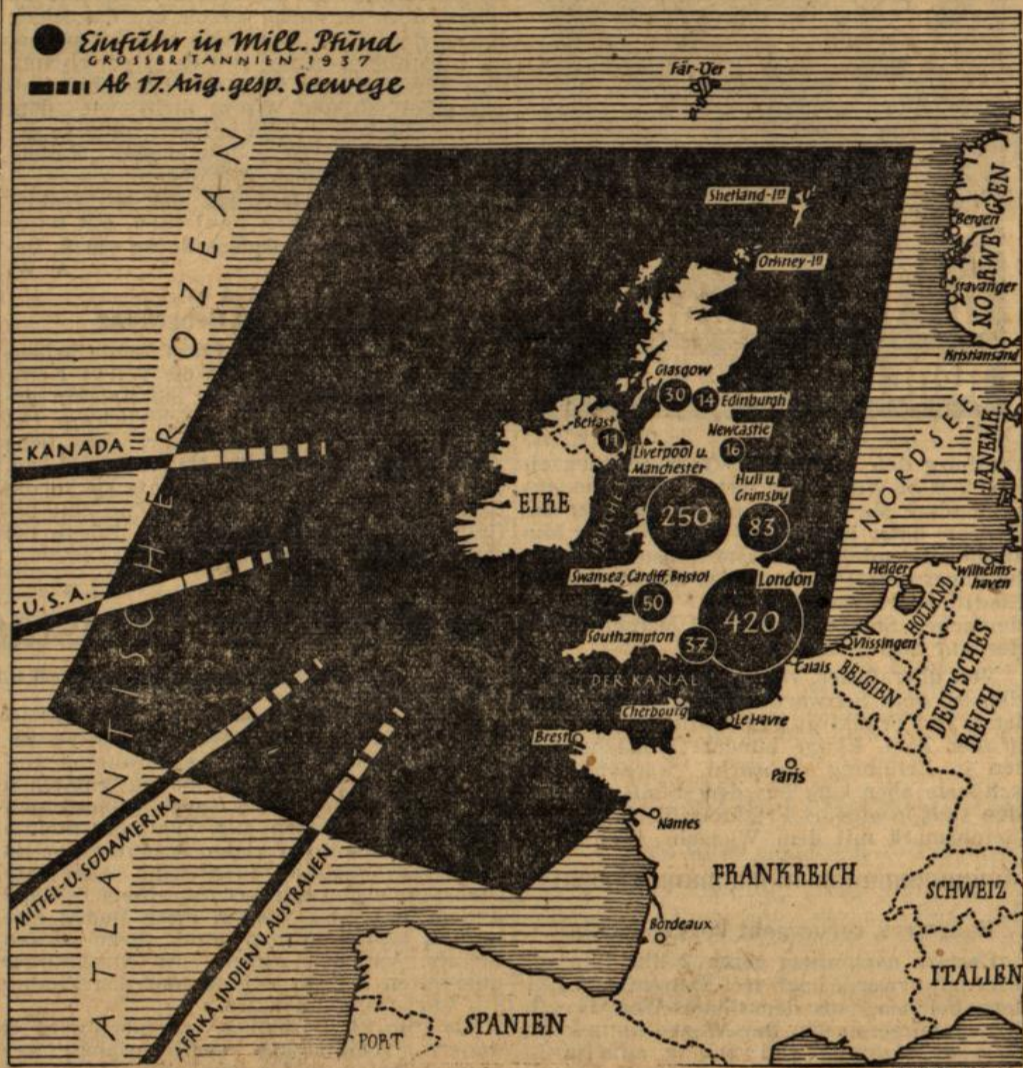 Einfuhr in Mill. Pfund
GROSSBRITANNIEN 1937
Ab 17. Aug. gesp. Seewege
Fär-Öer
ATLANTISCHER OZEAN
Shetland-In
Orkney-In
NORWEGEN
Bergen
Stavanger
Kristiansand
Glasgow
30
14
Edinburgh
Belfast
11
Newcastle
16
Liverpool u.
Manchester
250
Hull u.
Grimsby
83
KANADA
EIRE
IRISCHE
NORDSEE
DÄNEMK.
U.S.A.
Swansea, Cardiff, Bristol
50
London
420
Southampton
37
Helder
Wilhelms-
haven
HOLLAND
Vlissingen
BELGIEN
DEUTSCHES
REICH
Calais
DER KANAL
Cherbourg
Le Havre
Brest
Paris
MITTEL- U. SÜDAMERIKA
AFRIKA, INDIEN U. AUSTRALIEN
Nantes
FRANKREICH
SCHWEIZ
Bordeaux
ITALIEN
SPANIEN
PORT